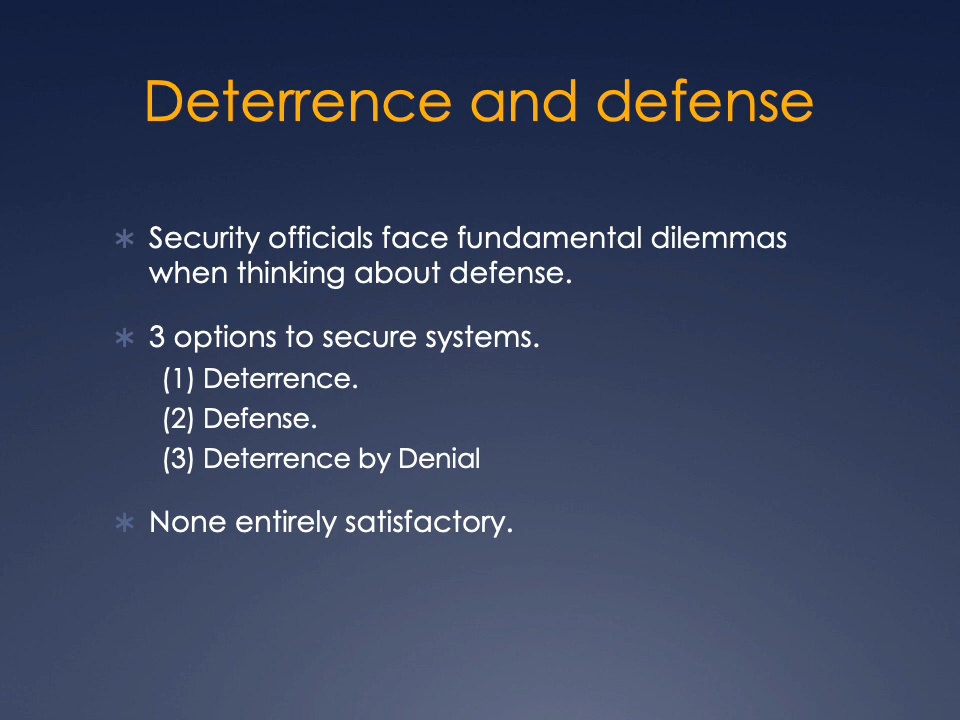 Deterrence and defense
* Security officials face fundamental dilemmas
when thinking about defense.
* 3 options to secure systems.
(1) Deterrence.
(2) Defense.
(3) Deterrence by Denial
* None entirely satisfactory.